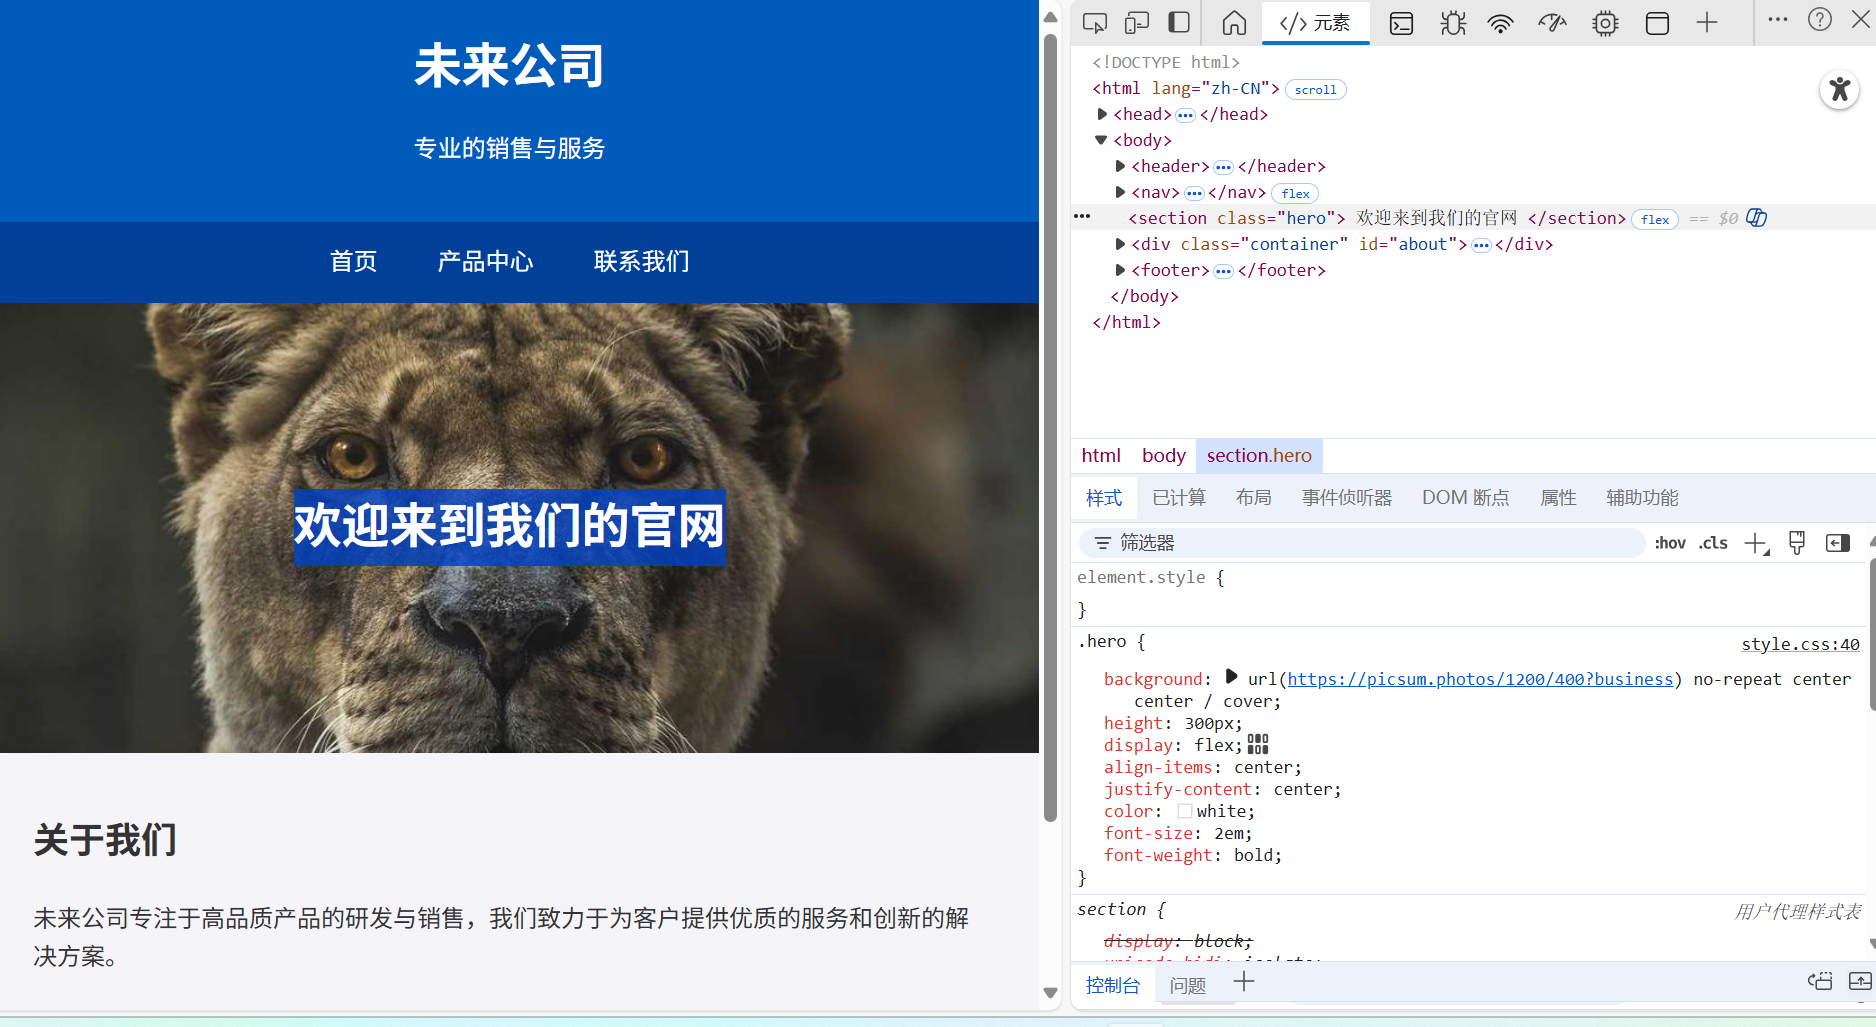 未来公司
专业的销售与服务
首页 产品中心 联系我们
欢迎来到我们的官网
关于我们
未来公司专注于高品质产品的研发与销售，我们致力于为客户提供优质的服务和创新的解
决方案。
元素
<!DOCTYPE html>
<html lang="zh-CN"> scroll
<head> ••• </head>
<body>
<header> ••• </header>
<nav> ••• </nav> flex
••• <section class="hero"> 欢迎来到我们的官网 </section> flex == $0
<div class="container" id="about"> ••• </div>
<footer> ••• </footer>
</body>
</html>
html body section.hero
样式 已计算 布局 事件侦听器 DOM 断点 属性 辅助功能
筛选器 :hov .cls
element.style {
}
.hero { style.css:40
background: url(https://picsum.photos/1200/400?business) no-repeat center
center / cover;
height: 300px;
display: flex;
align-items: center;
justify-content: center;
color: white;
font-size: 2em;
font-weight: bold;
}
section { 用户代理样式表
display: block;
控制台 问题